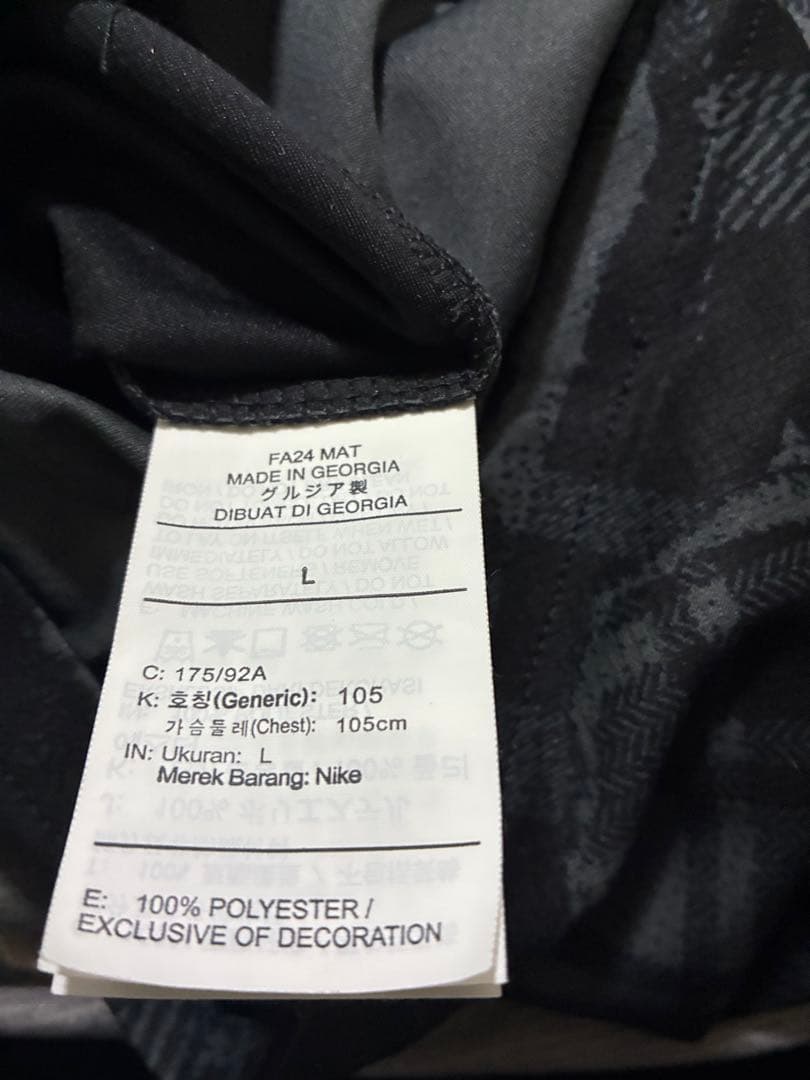 FA24 MAT
MADE IN GEORGIA
グルジア製
DIBUAT DI GEORGIA
L
C: 175/92A
K: 호칭(Generic): 105
가슴둘레(Chest): 105cm
IN: Ukuran: L
Merek Barang: Nike
E: 100% POLYESTER /
EXCLUSIVE OF DECORATION